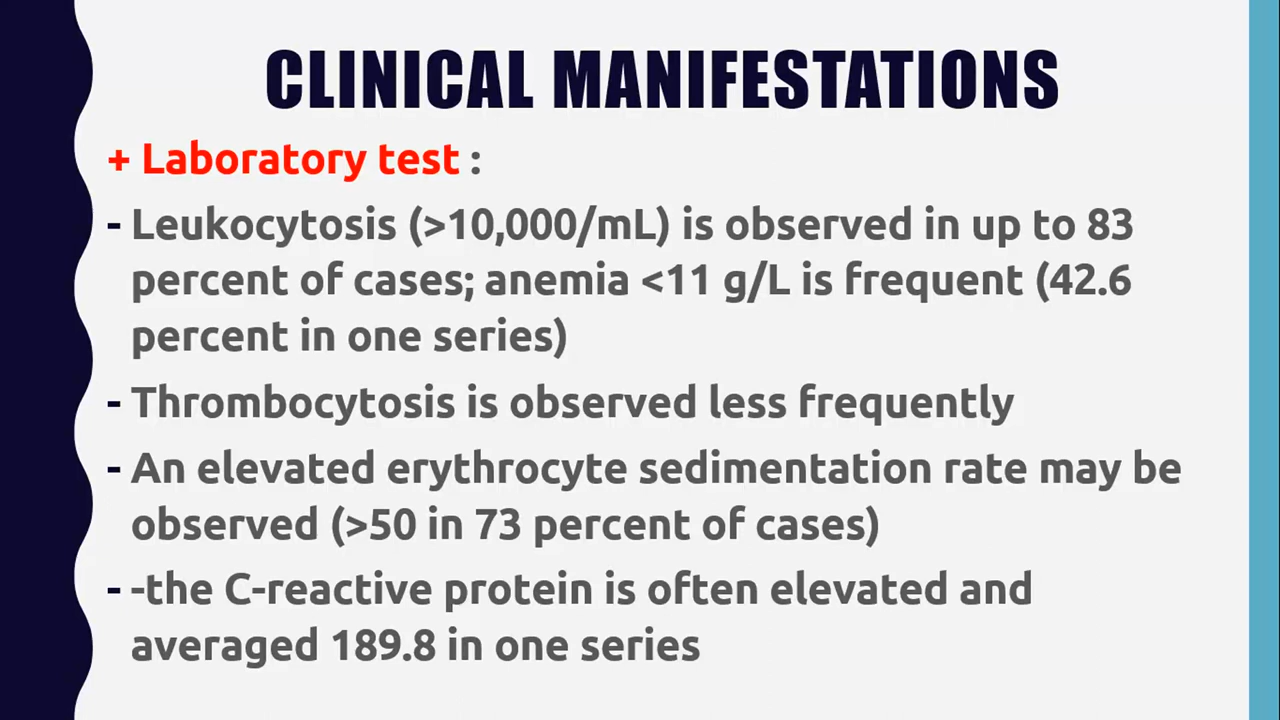 CLINICAL MANIFESTATIONS
+ Laboratory test :
- Leukocytosis (>10,000/mL) is observed in up to 83
percent of cases; anemia <11 g/L is frequent (42.6
percent in one series)
- Thrombocytosis is observed less frequently
- An elevated erythrocyte sedimentation rate may be
observed (>50 in 73 percent of cases)
- -the C-reactive protein is often elevated and
averaged 189.8 in one series